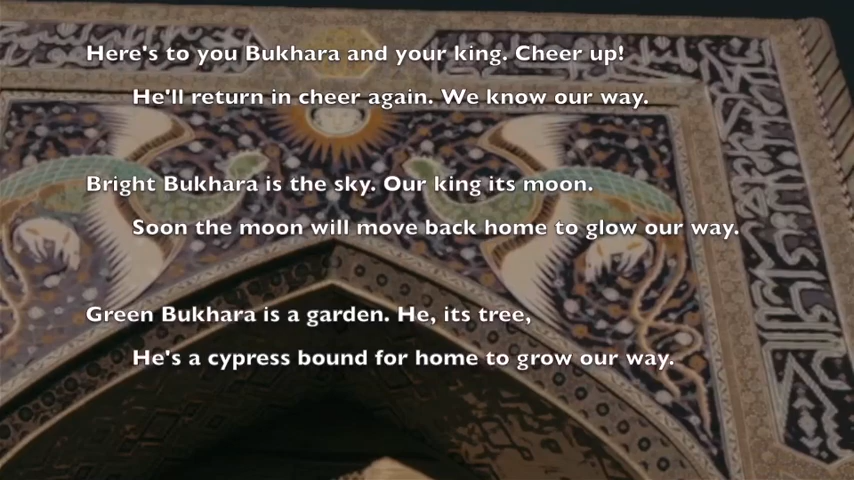 Here's to you Bukhara and your king. Cheer up!
He'll return in cheer again. We know our way.
Bright Bukhara is the sky. Our king its moon.
Soon the moon will move back home to glow our way.
Green Bukhara is a garden. He, its tree,
He's a cypress bound for home to grow our way.